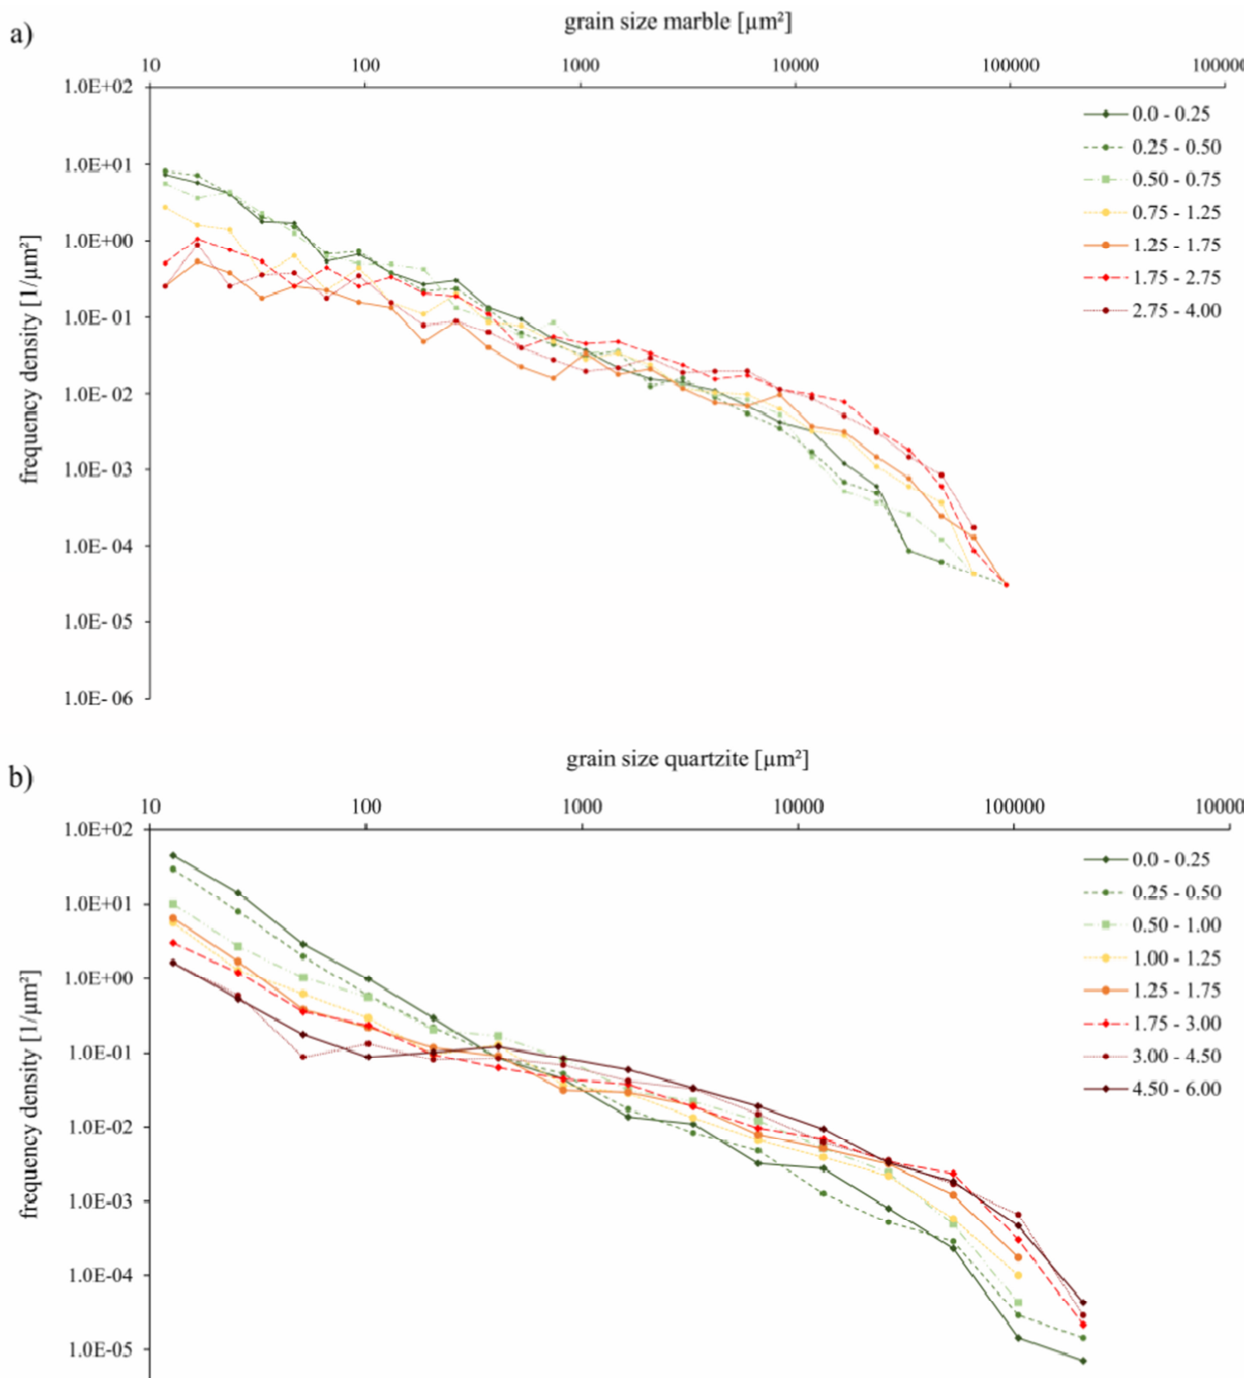 a)
grain size marble [µm²]
10 100 1000 10000 100000 100000
1.0E+02
1.0E+01
1.0E+00
1.0E-01
1.0E-02
1.0E-03
1.0E-04
1.0E-05
1.0E-06
frequency density [1/µm²]
0.0 - 0.25
0.25 - 0.50
0.50 - 0.75
0.75 - 1.25
1.25 - 1.75
1.75 - 2.75
2.75 - 4.00
b)
grain size quartzite [µm²]
10 100 1000 10000 100000 10000
1.0E+02
1.0E+01
1.0E+00
1.0E-01
1.0E-02
1.0E-03
1.0E-04
1.0E-05
frequency density [1/µm²]
0.0 - 0.25
0.25 - 0.50
0.50 - 1.00
1.00 - 1.25
1.25 - 1.75
1.75 - 3.00
3.00 - 4.50
4.50 - 6.00